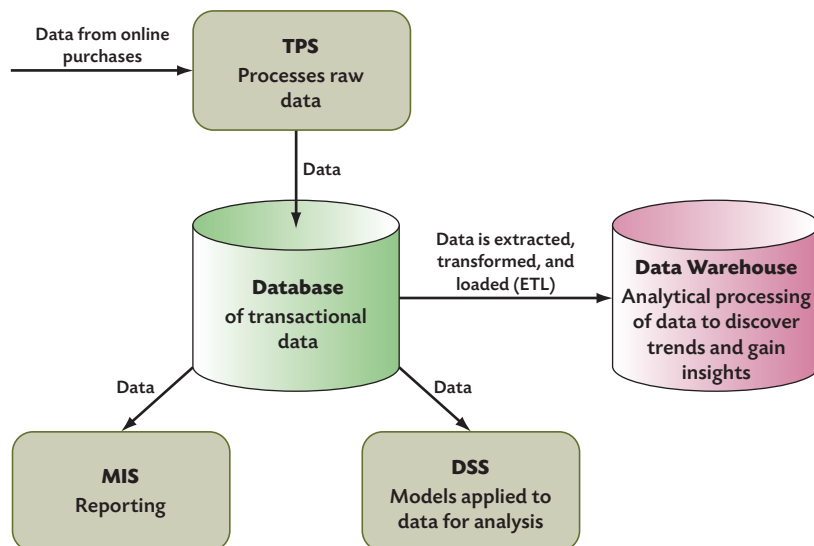 Data from online
purchases
TPS
Processes raw
data
Data
Database
of transactional
data
Data is extracted,
transformed, and
loaded (ETL)
Data Warehouse
Analytical processing
of data to discover
trends and gain
insights
Data
Data
MIS
Reporting
DSS
Models applied to
data for analysis